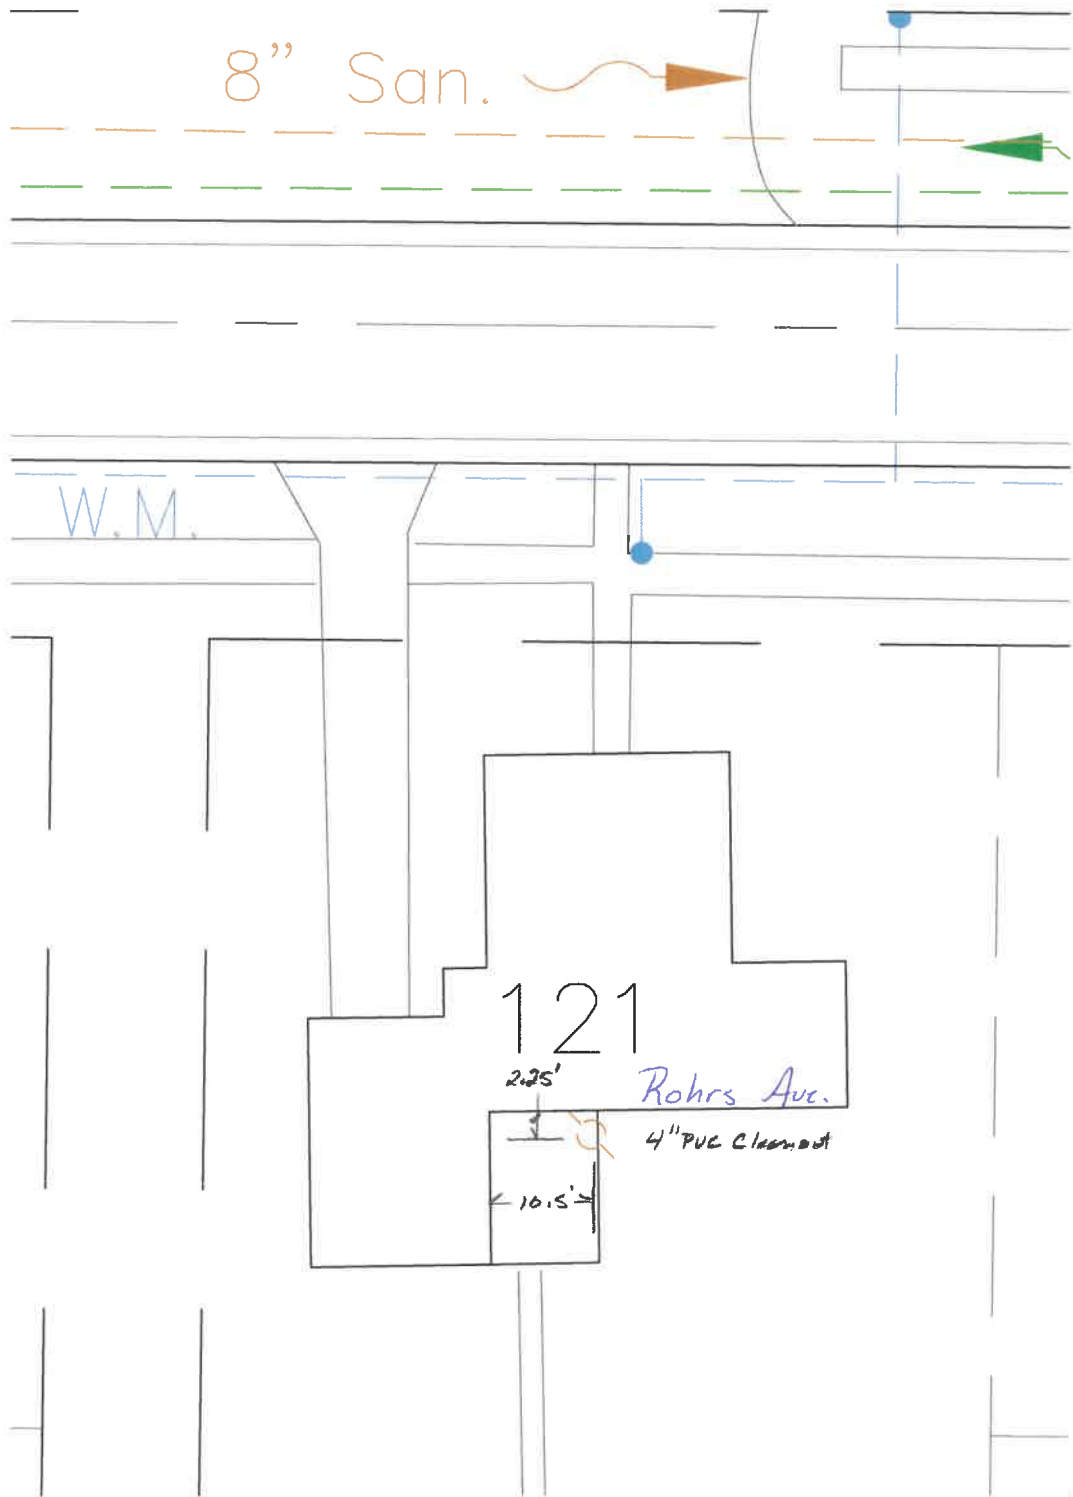 8” San.
W.M.
121
2.25'
Rohrs Ave.
4" PVC Cleanout
10.5'